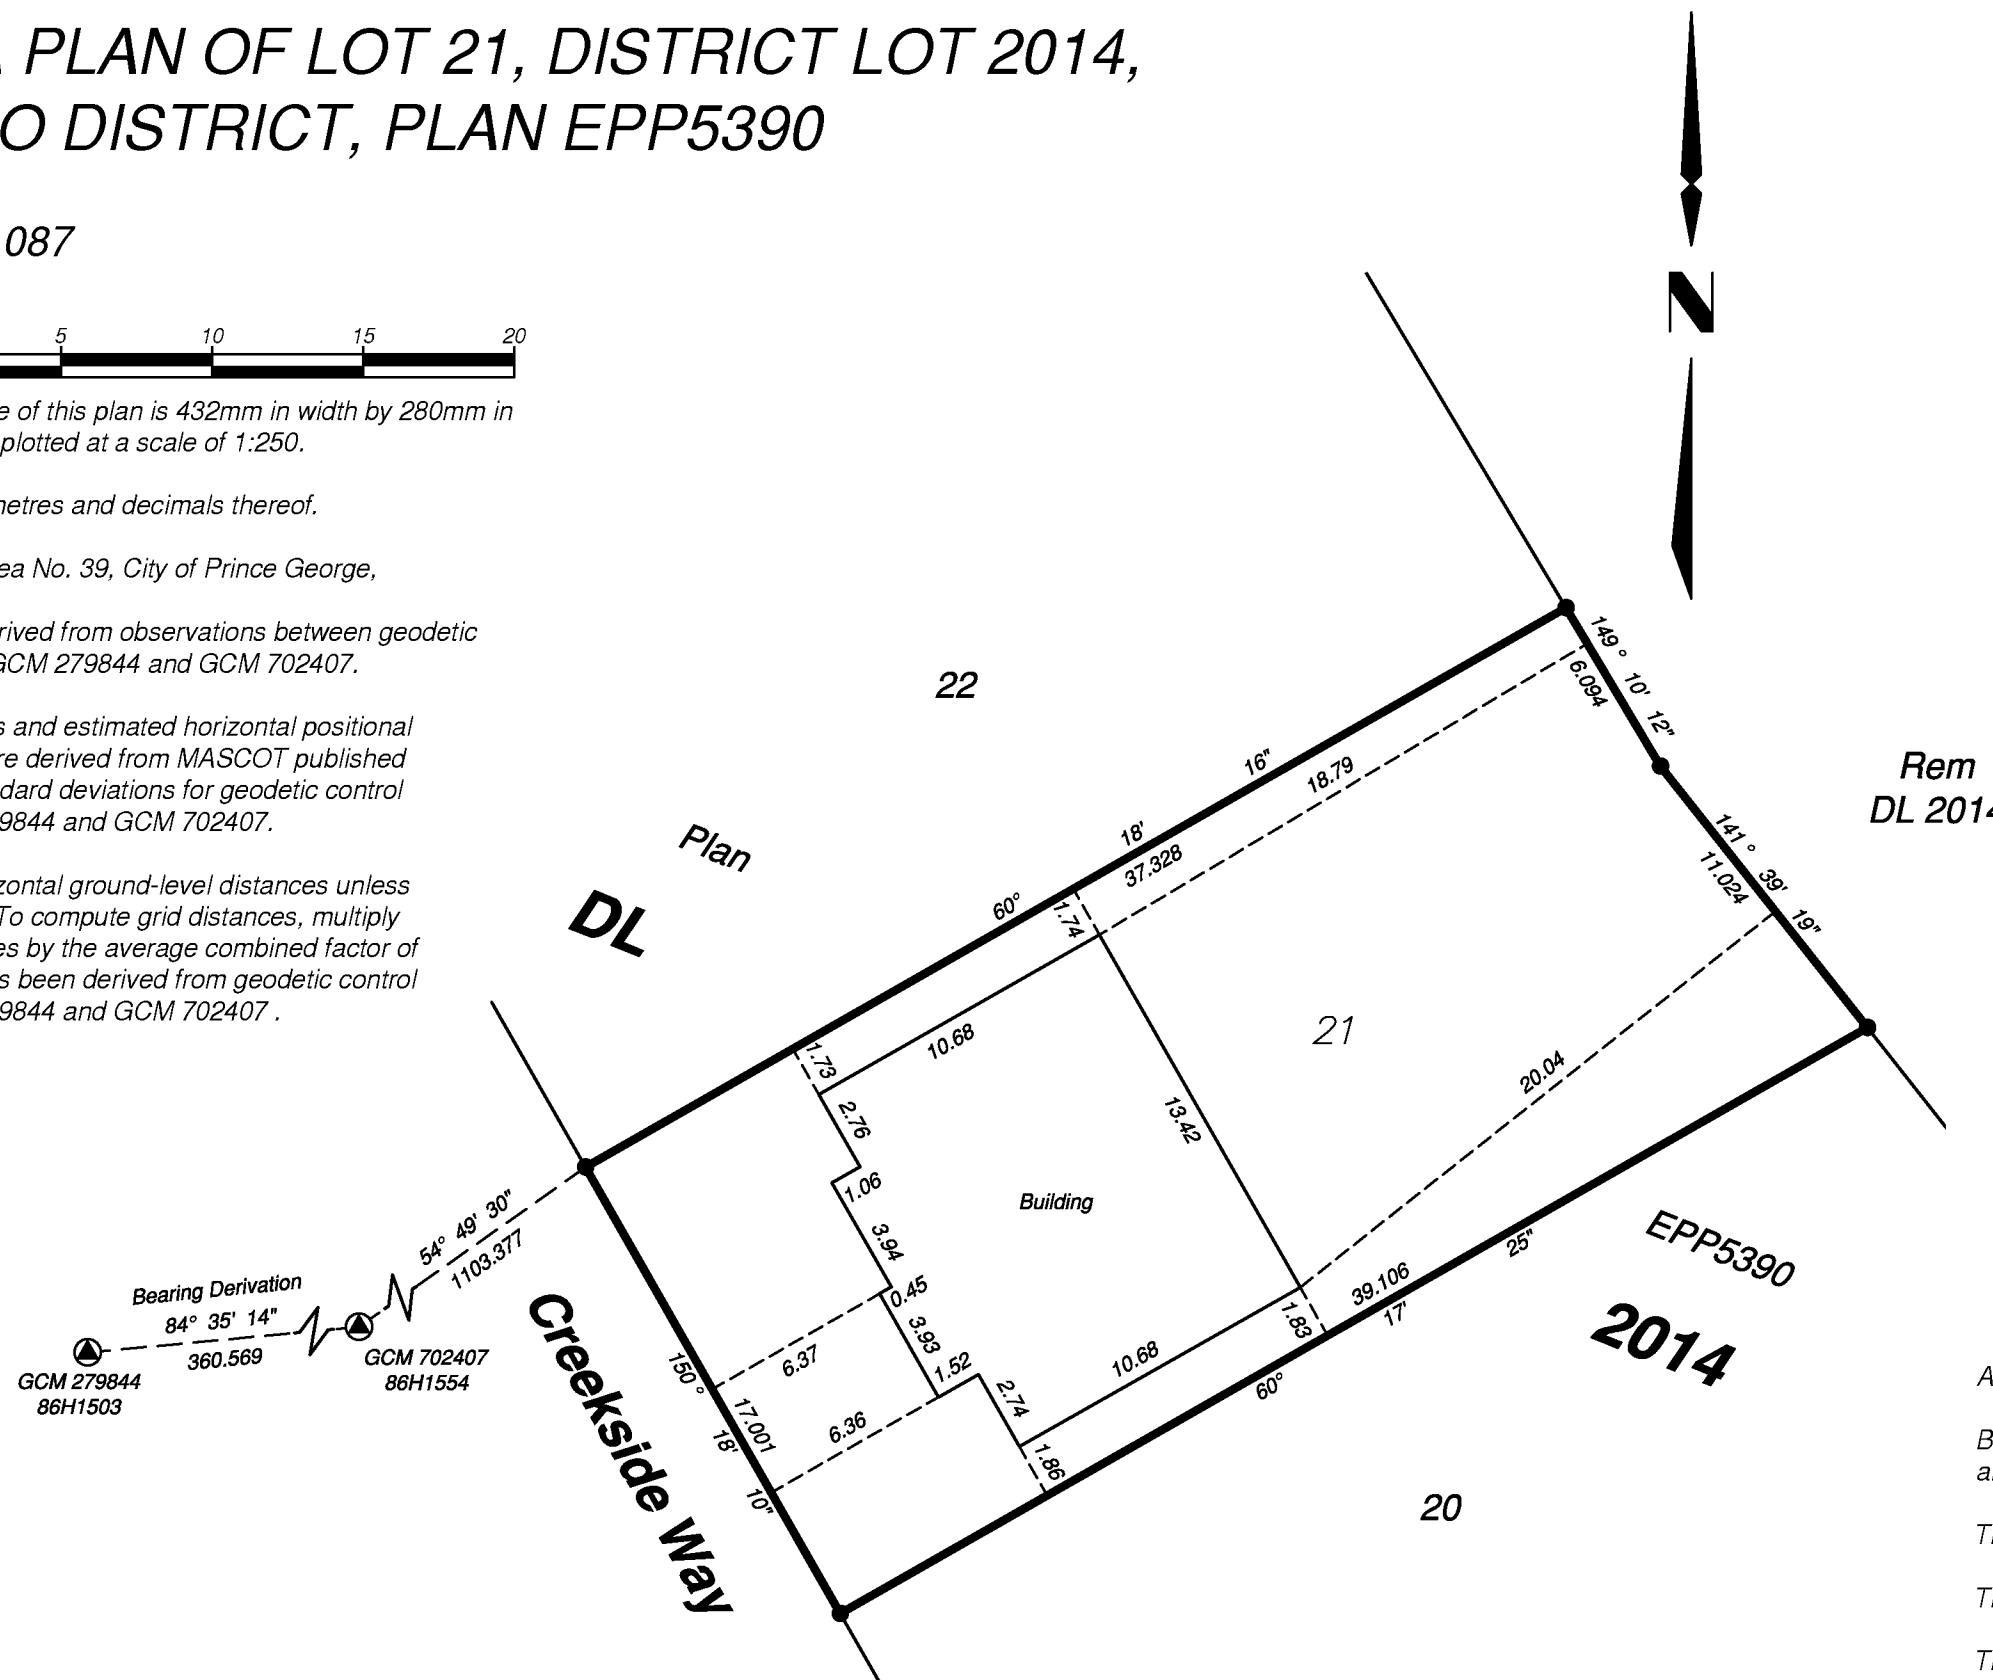 PLAN OF LOT 21, DISTRICT LOT 2014,
O DISTRICT, PLAN EPP5390
087
5 10 15 20
e of this plan is 432mm in width by 280mm in
plotted at a scale of 1:250.
netres and decimals thereof.
ea No. 39, City of Prince George,
rived from observations between geodetic
GCM 279844 and GCM 702407.
s and estimated horizontal positional
re derived from MASCOT published
dard deviations for geodetic control
9844 and GCM 702407.
zontal ground-level distances unless
To compute grid distances, multiply
es by the average combined factor of
s been derived from geodetic control
9844 and GCM 702407 .
N
22
Plan
DL
60° 18' 16"
37.328
18.79
149° 10' 12"
6.094
Rem
DL 2014
141° 39' 19"
11.024
1.74
1.73
10.68
2.76
1.06
3.94
0.45
3.93
1.52
2.74
10.68
1.86
1.83
13.42
Building
21
20.04
6.37
6.36
54° 49' 30"
1103.377
Bearing Derivation
84° 35' 14"
360.569
GCM 279844
86H1503
GCM 702407
86H1554
Creekside Way
150° 18' 10"
17.001
39.106
60° 17' 25"
EPP5390
2014
20
A
B
a
T
T
T